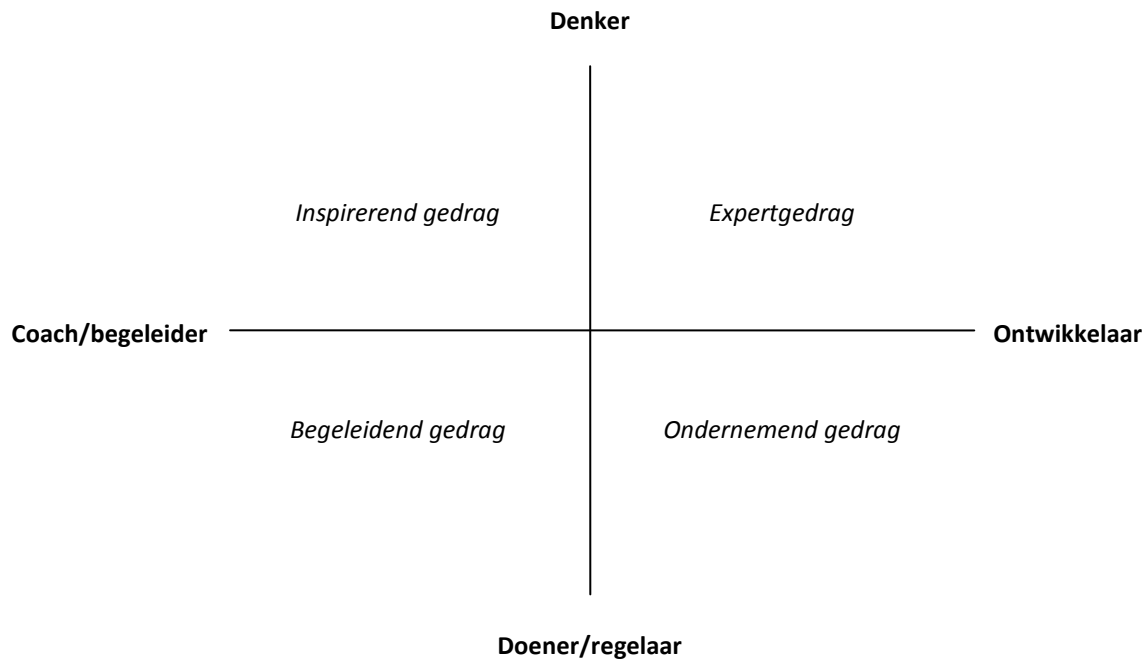 Denker
Inspirerend gedrag
Expertgedrag
Coach/begeleider
Ontwikkelaar
Begeleidend gedrag
Ondernemend gedrag
Doener/regelaar